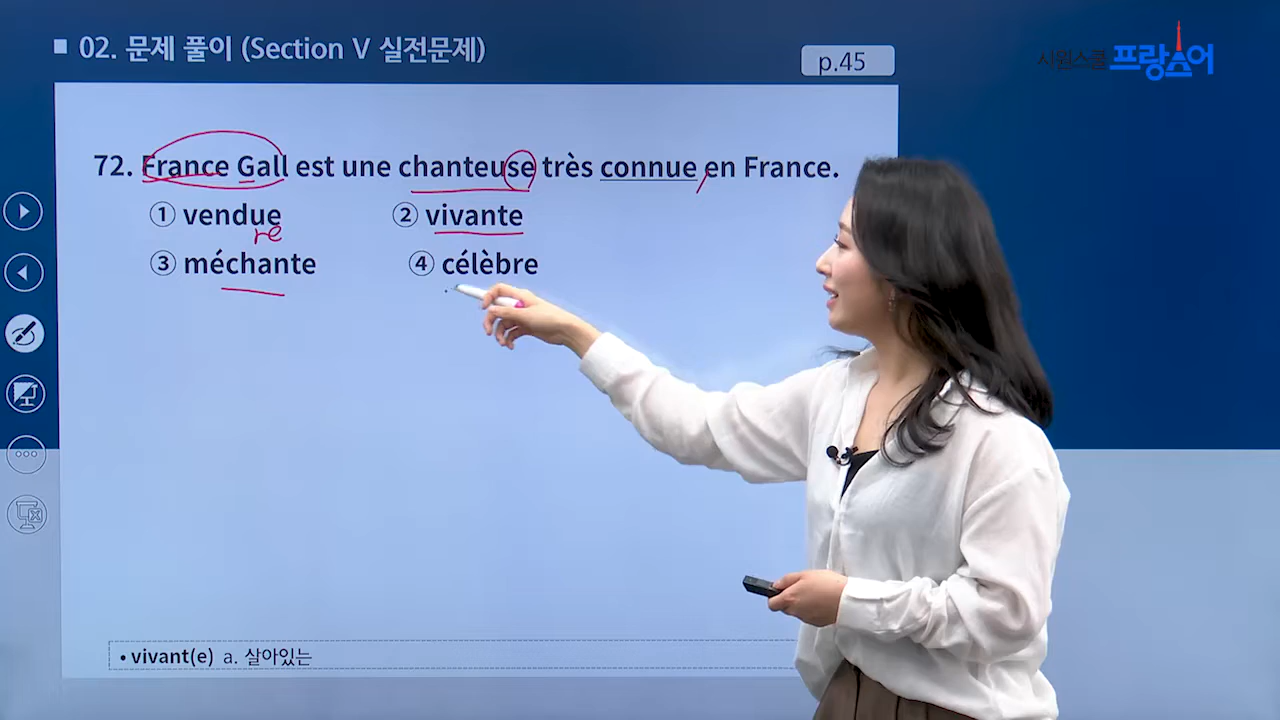 02. 문제 풀이 (Section V 실전문제)
p.45
시원스쿨 프랑스어
72. France Gall est une chanteuse très connue en France.
① vendue
② vivante
re
③ méchante
④ célèbre
• vivant(e) a. 살아있는